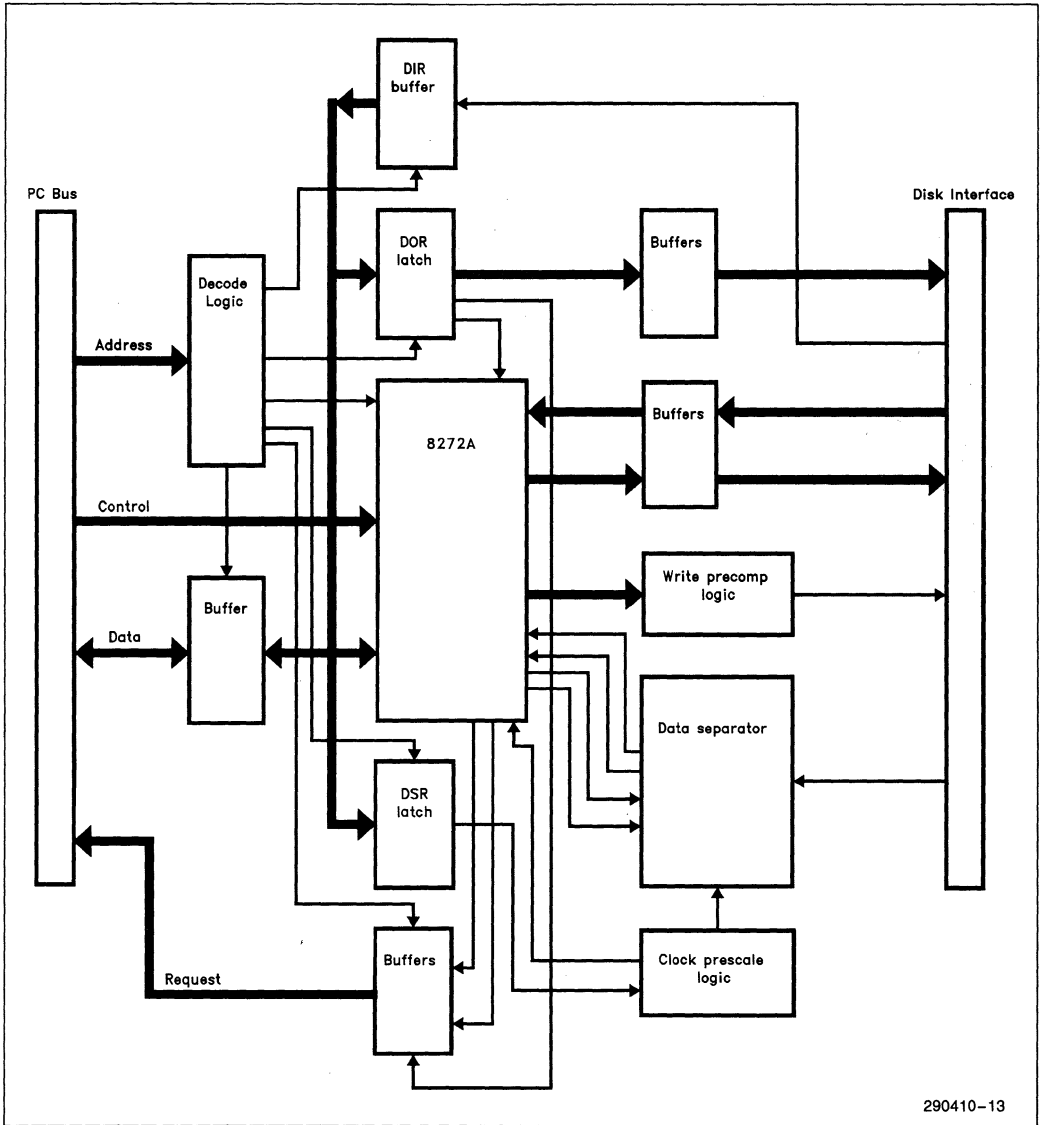 DIR
buffer
PC Bus
Disk Interface
Decode
Logic
DOR
latch
Buffers
Address
8272A
Buffers
Control
Buffer
Write precomp
logic
Data
Data separator
DSR
latch
Buffers
Request
Clock prescale
logic
290410-13